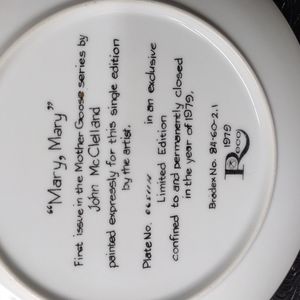 "Mary, Mary"
First issue in the Mother Goose series by
John McClelland
painted expressly for this single edition
by the artist.
Plate No. in an exclusive
Limited Edition
confined to and permanently closed
in the year of 1979.
Bradex No. 84-R60-2.1
1979
Reco